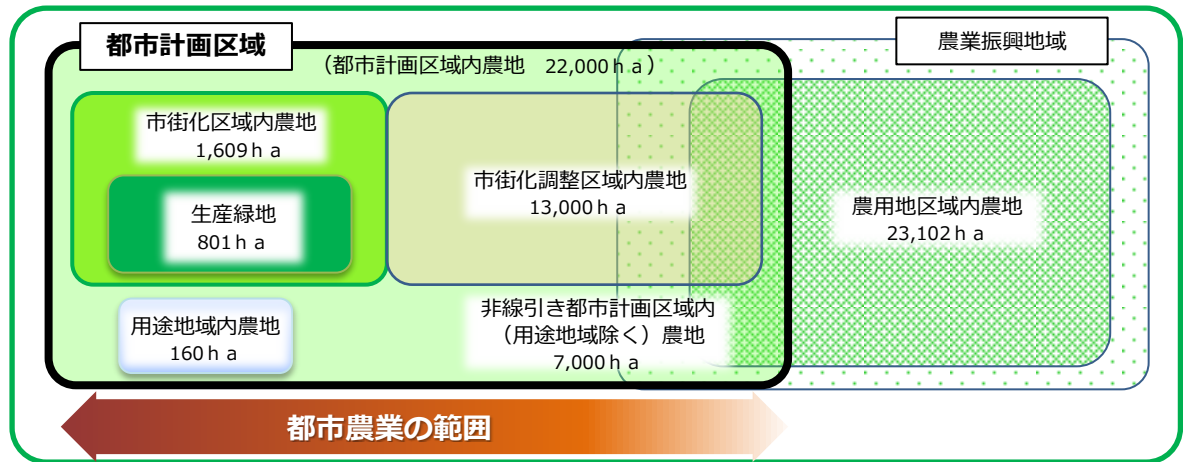 都市計画区域
農業振興地域
（都市計画区域内農地　22,000ｈａ）
市街化区域内農地
1,609ｈａ
生産緑地
801ｈａ
市街化調整区域内農地
13,000ｈａ
農用地区域内農地
23,102ｈａ
用途地域内農地
160ｈａ
非線引き都市計画区域内
（用途地域除く）農地
7,000ｈａ
都市農業の範囲